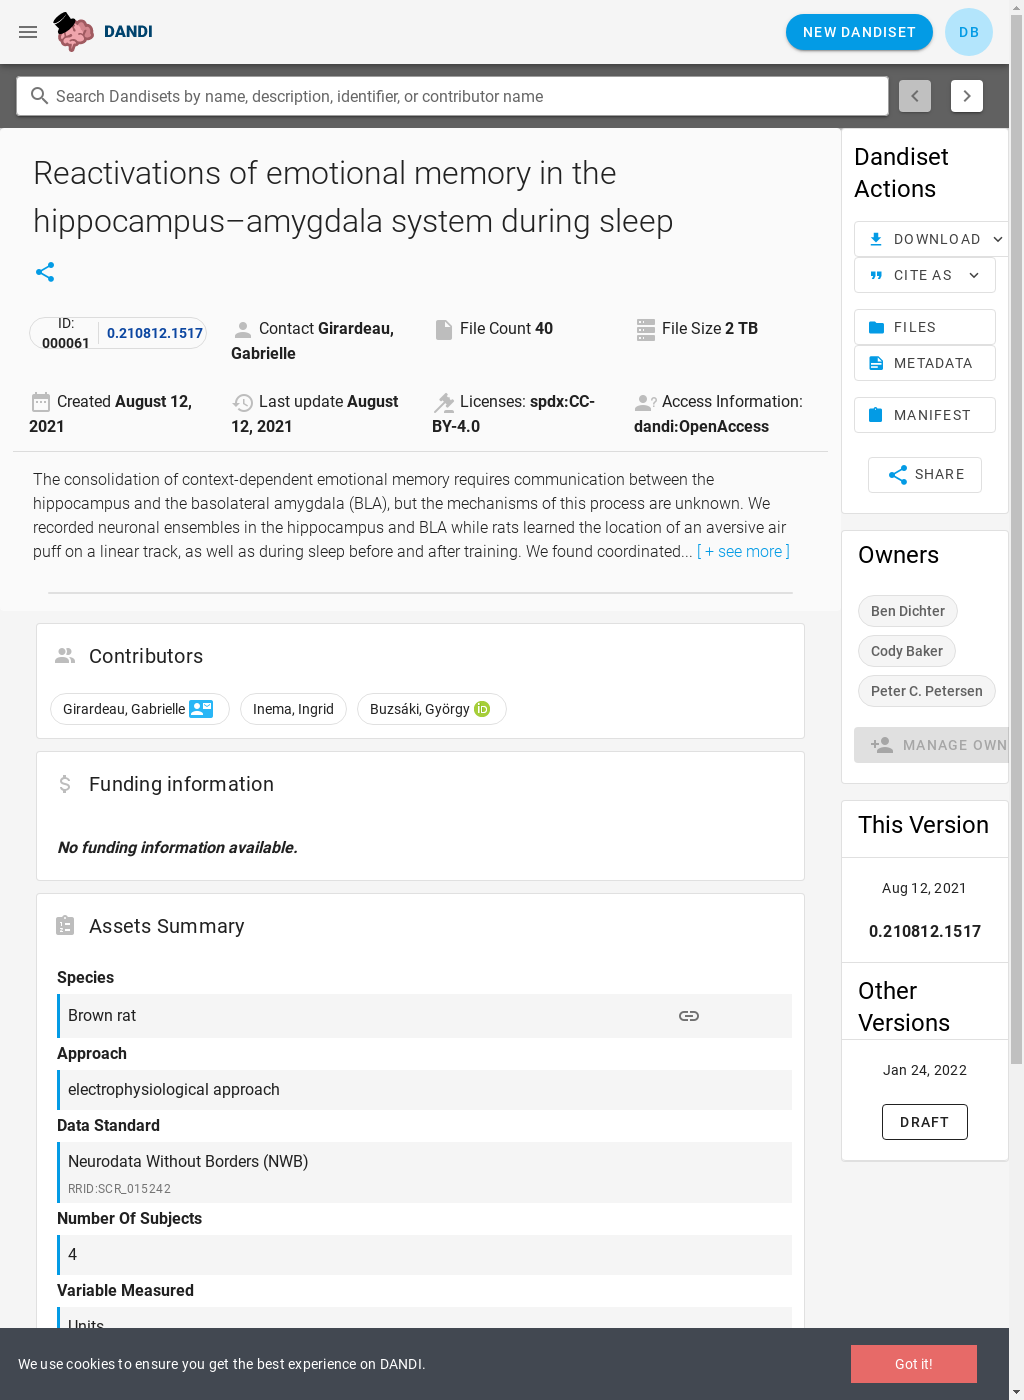 DANDI
NEW DANDISET
DB
Search Dandisets by name, description, identifier, or contributor name
Reactivations of emotional memory in the
hippocampus–amygdala system during sleep
ID:
000061
0.210812.1517
Contact Girardeau,
Gabrielle
File Count 40
File Size 2 TB
Created August 12,
2021
Last update August
12, 2021
Licenses: spdx:CC-
BY-4.0
Access Information:
dandi:OpenAccess
The consolidation of context-dependent emotional memory requires communication between the
hippocampus and the basolateral amygdala (BLA), but the mechanisms of this process are unknown. We
recorded neuronal ensembles in the hippocampus and BLA while rats learned the location of an aversive air
puff on a linear track, as well as during sleep before and after training. We found coordinated... [ + see more ]
Contributors
Girardeau, Gabrielle
Inema, Ingrid
Buzsáki, György
iD
Funding information
No funding information available.
Assets Summary
Species
Brown rat
Approach
electrophysiological approach
Data Standard
Neurodata Without Borders (NWB)
RRID:SCR_015242
Number Of Subjects
4
Variable Measured
Units
Dandiset
Actions
DOWNLOAD
CITE AS
FILES
METADATA
MANIFEST
SHARE
Owners
Ben Dichter
Cody Baker
Peter C. Petersen
MANAGE OWN
This Version
Aug 12, 2021
0.210812.1517
Other
Versions
Jan 24, 2022
DRAFT
We use cookies to ensure you get the best experience on DANDI.
Got it!